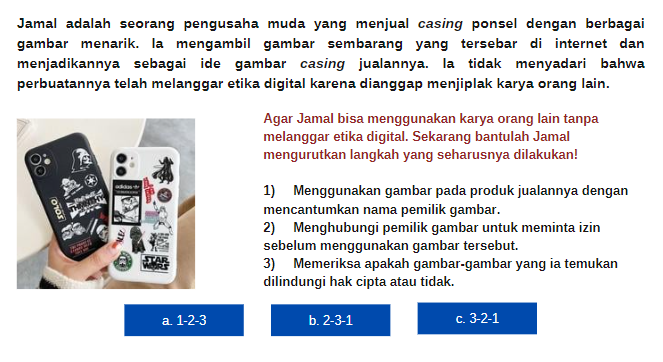 Jamal adalah seorang pengusaha muda yang menjual casing ponsel dengan berbagai
gambar menarik. Ia mengambil gambar sembarang yang tersebar di internet dan
menjadikannya sebagai ide gambar casing jualannya. Ia tidak menyadari bahwa
perbuatannya telah melanggar etika digital karena dianggap menjiplak karya orang lain.
Agar Jamal bisa menggunakan karya orang lain tanpa
melanggar etika digital. Sekarang bantulah Jamal
mengurutkan langkah yang seharusnya dilakukan!
1) Menggunakan gambar pada produk jualannya dengan
mencantumkan nama pemilik gambar.
2) Menghubungi pemilik gambar untuk meminta izin
sebelum menggunakan gambar tersebut.
3) Memeriksa apakah gambar-gambar yang ia temukan
dilindungi hak cipta atau tidak.
adidas
SOLO
STAR
WARS
a. 1-2-3
b. 2-3-1
c. 3-2-1